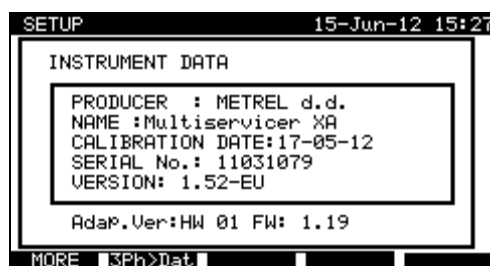 SETUP 15-Jun-12 15:27
INSTRUMENT DATA
PRODUCER : METREL d.d.
NAME :Multiservicer XA
CALIBRATION DATE:17-05-12
SERIAL No.: 11031079
VERSION: 1.52-EU
Adap.Ver:HW 01 FW: 1.19
MORE 3Ph>Dat